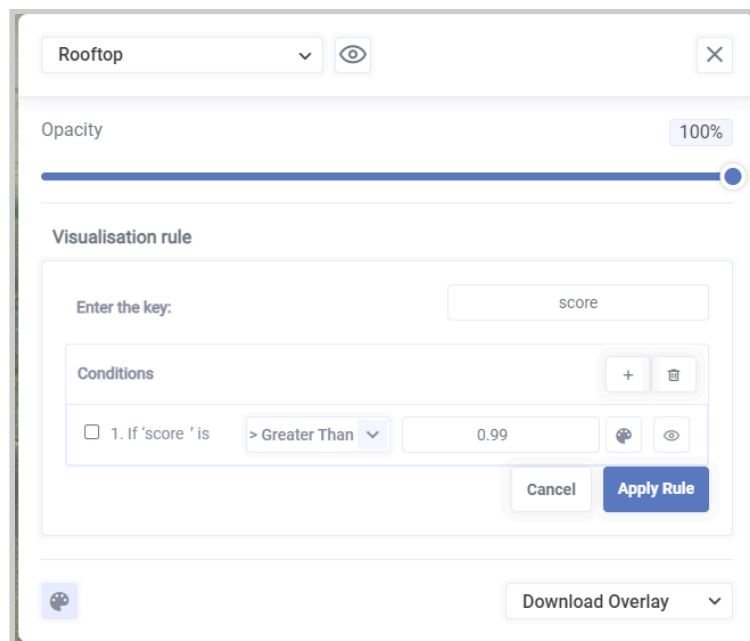 Rooftop
Opacity 100%
Visualisation rule
Enter the key: score
Conditions +
1. If ‘score ’ is > Greater Than 0.99
Cancel Apply Rule
Download Overlay